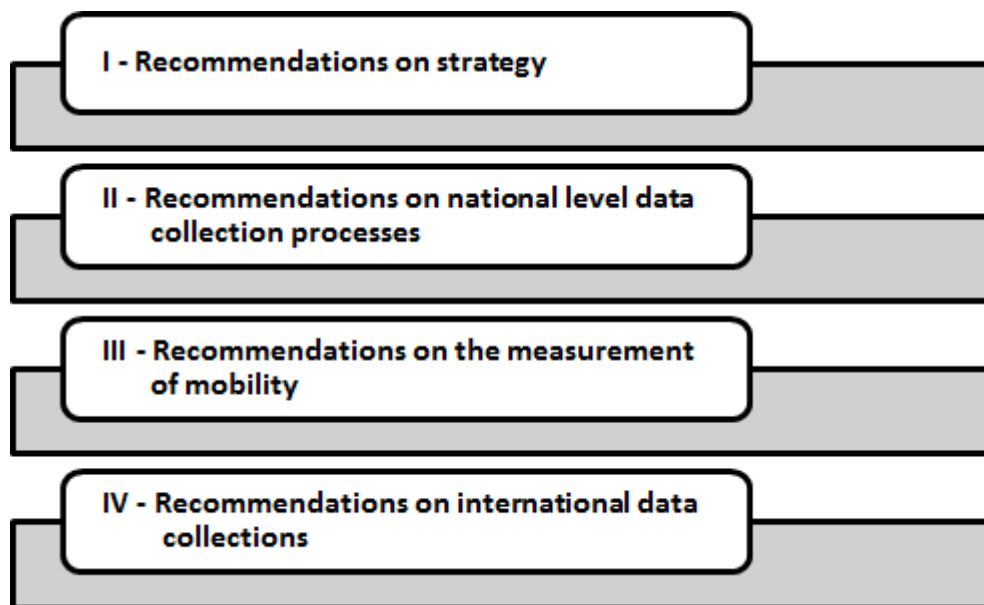 I - Recommendations on strategy
II - Recommendations on national level data
collection processes
III - Recommendations on the measurement
of mobility
IV - Recommendations on international data
collections